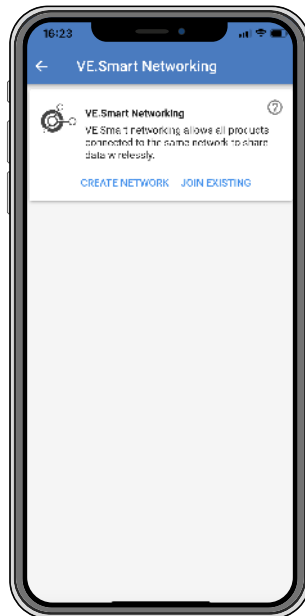 16:23
VE.Smart Networking
VE.Smart Networking
VE.Smart networking allows all products
connected to the same network to share
data wirelessly.
CREATE NETWORK JOIN EXISTING